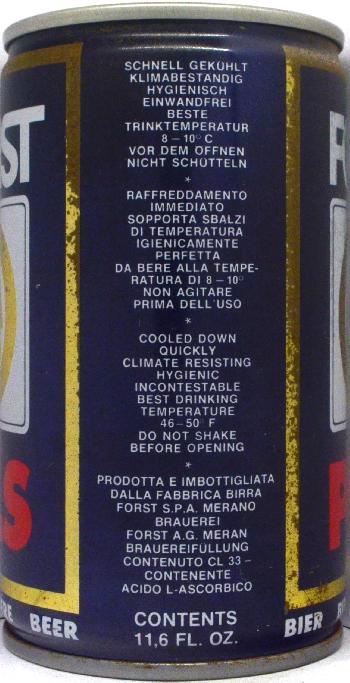 SCHNELL GEKÜHLT
KLIMABESTÄNDIG
HYGIENISCH
EINWANDFREI
BESTE
TRINKTEMPERATUR
8 – 10° C
VOR DEM ÖFFNEN
NICHT SCHÜTTELN
*
RAFFREDDAMENTO
IMMEDIATO
SOPPORTA SBALZI
DI TEMPERATURA
IGIENICAMENTE
PERFETTA
DA BERE ALLA TEMPE-
RATURA DI 8 – 10°
NON AGITARE
PRIMA DELL'USO
*
COOLED DOWN
QUICKLY
CLIMATE RESISTING
HYGIENIC
INCONTESTABLE
BEST DRINKING
TEMPERATURE
46 – 50° F
DO NOT SHAKE
BEFORE OPENING
*
PRODOTTA E IMBOTTIGLIATA
DALLA FABBRICA BIRRA
FORST S.P.A. MERANO
BRAUEREI
FORST A.G. MERAN
BRAUEREIFÜLLUNG
CONTENUTO CL 33 –
CONTENENTE
ACIDO L-ASCORBICO
CONTENTS
11,6 FL. OZ.
ST
S
BEER
BIER